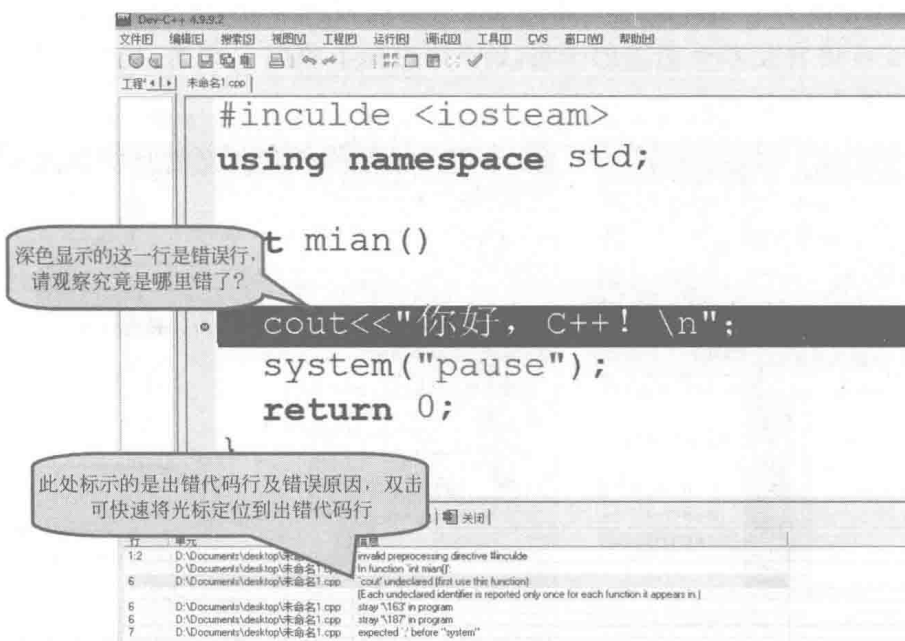 Dev-C++ 4.9.9.2
文件[F] 编辑[E] 搜索[S] 视图[V] 工程[P] 运行[R] 调试[D] 工具[T] CVS 窗口[W] 帮助[H]
工程 未命名1.cpp
#inculde <iosteam>
using namespace std;
t mian()
深色显示的这一行是错误行,
请观察究竟是哪里错了?
cout<<"你好, C++! \n";
system("pause");
return 0;
}
此处标示的是出错代码行及错误原因, 双击
可快速将光标定位到出错代码行
关闭
行 单元 信息
1:2 D:\Documents\desktop\未命名1.cpp invalid preprocessing directive #inculde
D:\Documents\desktop\未命名1.cpp In function 'int mian()':
6 D:\Documents\desktop\未命名1.cpp 'cout' undeclared (first use this function)
(Each undeclared identifier is reported only once for each function it appears in.)
6 D:\Documents\desktop\未命名1.cpp stray '\163' in program
6 D:\Documents\desktop\未命名1.cpp stray '\187' in program
7 D:\Documents\desktop\未命名1.cpp expected `;' before "system"